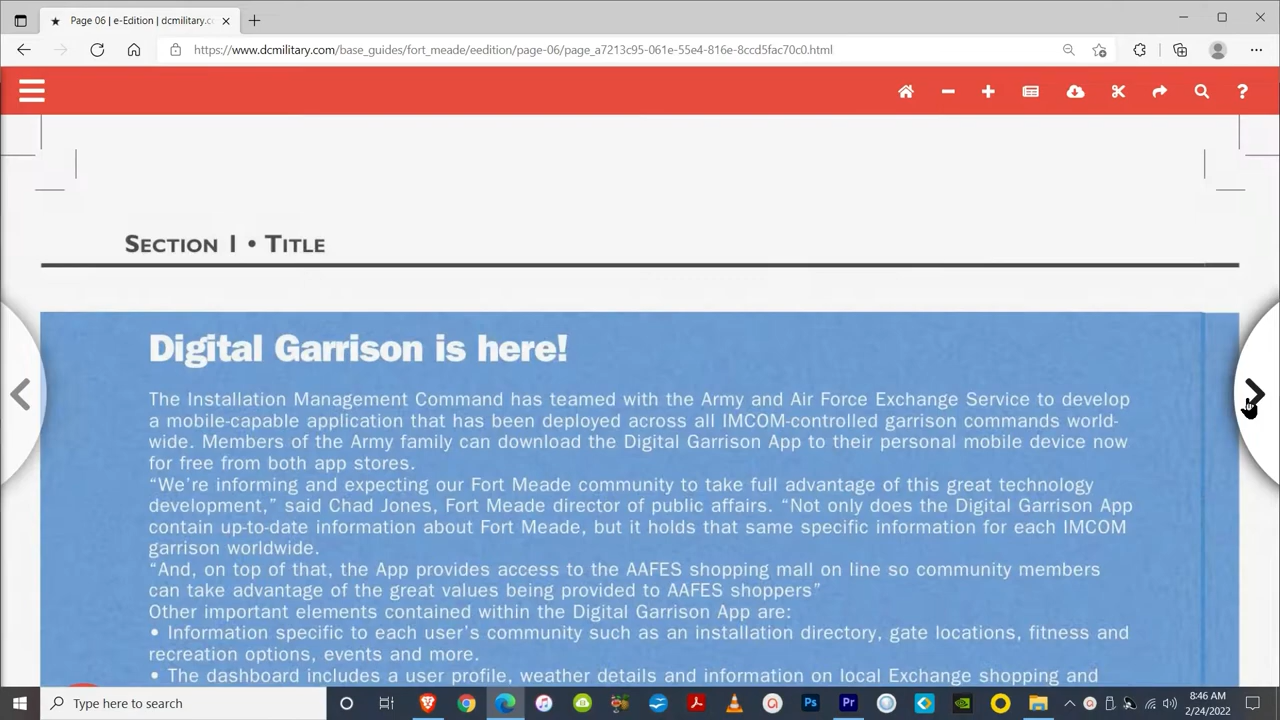 Page 06 | e-Edition | dcmilitary.c
https://www.dcmilitary.com/base_guides/fort_meade/eedition/page-06/page_a7213c95-061e-55e4-816e-8ccd5fac70c0.html
Section 1 • Title
Digital Garrison is here!
The Installation Management Command has teamed with the Army and Air Force Exchange Service to develop
a mobile-capable application that has been deployed across all IMCOM-controlled garrison commands world-
wide. Members of the Army family can download the Digital Garrison App to their personal mobile device now
for free from both app stores.
“We’re informing and expecting our Fort Meade community to take full advantage of this great technology
development,” said Chad Jones, Fort Meade director of public affairs. “Not only does the Digital Garrison App
contain up-to-date information about Fort Meade, but it holds that same specific information for each IMCOM
garrison worldwide.
“And, on top of that, the App provides access to the AAFES shopping mall on line so community members
can take advantage of the great values being provided to AAFES shoppers”
Other important elements contained within the Digital Garrison App are:
• Information specific to each user’s community such as an installation directory, gate locations, fitness and
recreation options, events and more.
• The dashboard includes a user profile, weather details and information on local Exchange shopping and
Type here to search
Ps
Pr
8:46 AM
2/24/2022